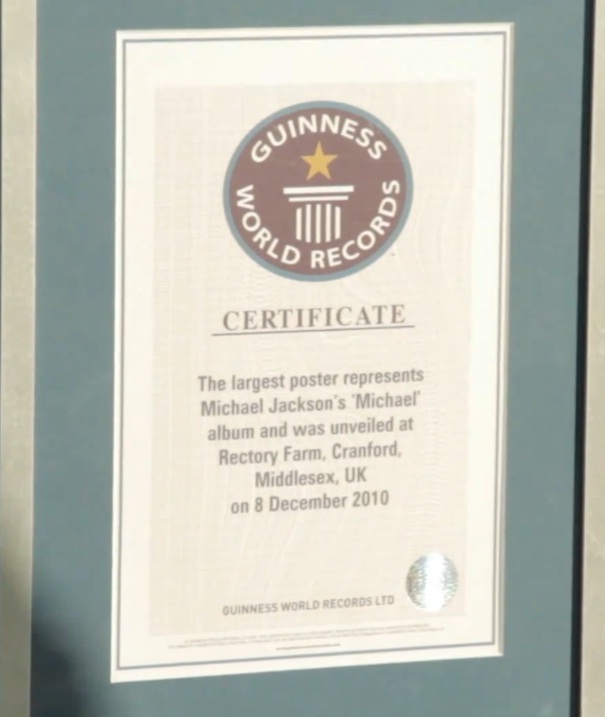 GUINNESS
WORLD RECORDS
CERTIFICATE
The largest poster represents
Michael Jackson's 'Michael'
album and was unveiled at
Rectory Farm, Cranford,
Middlesex, UK
on 8 December 2010
GUINNESS WORLD RECORDS LTD